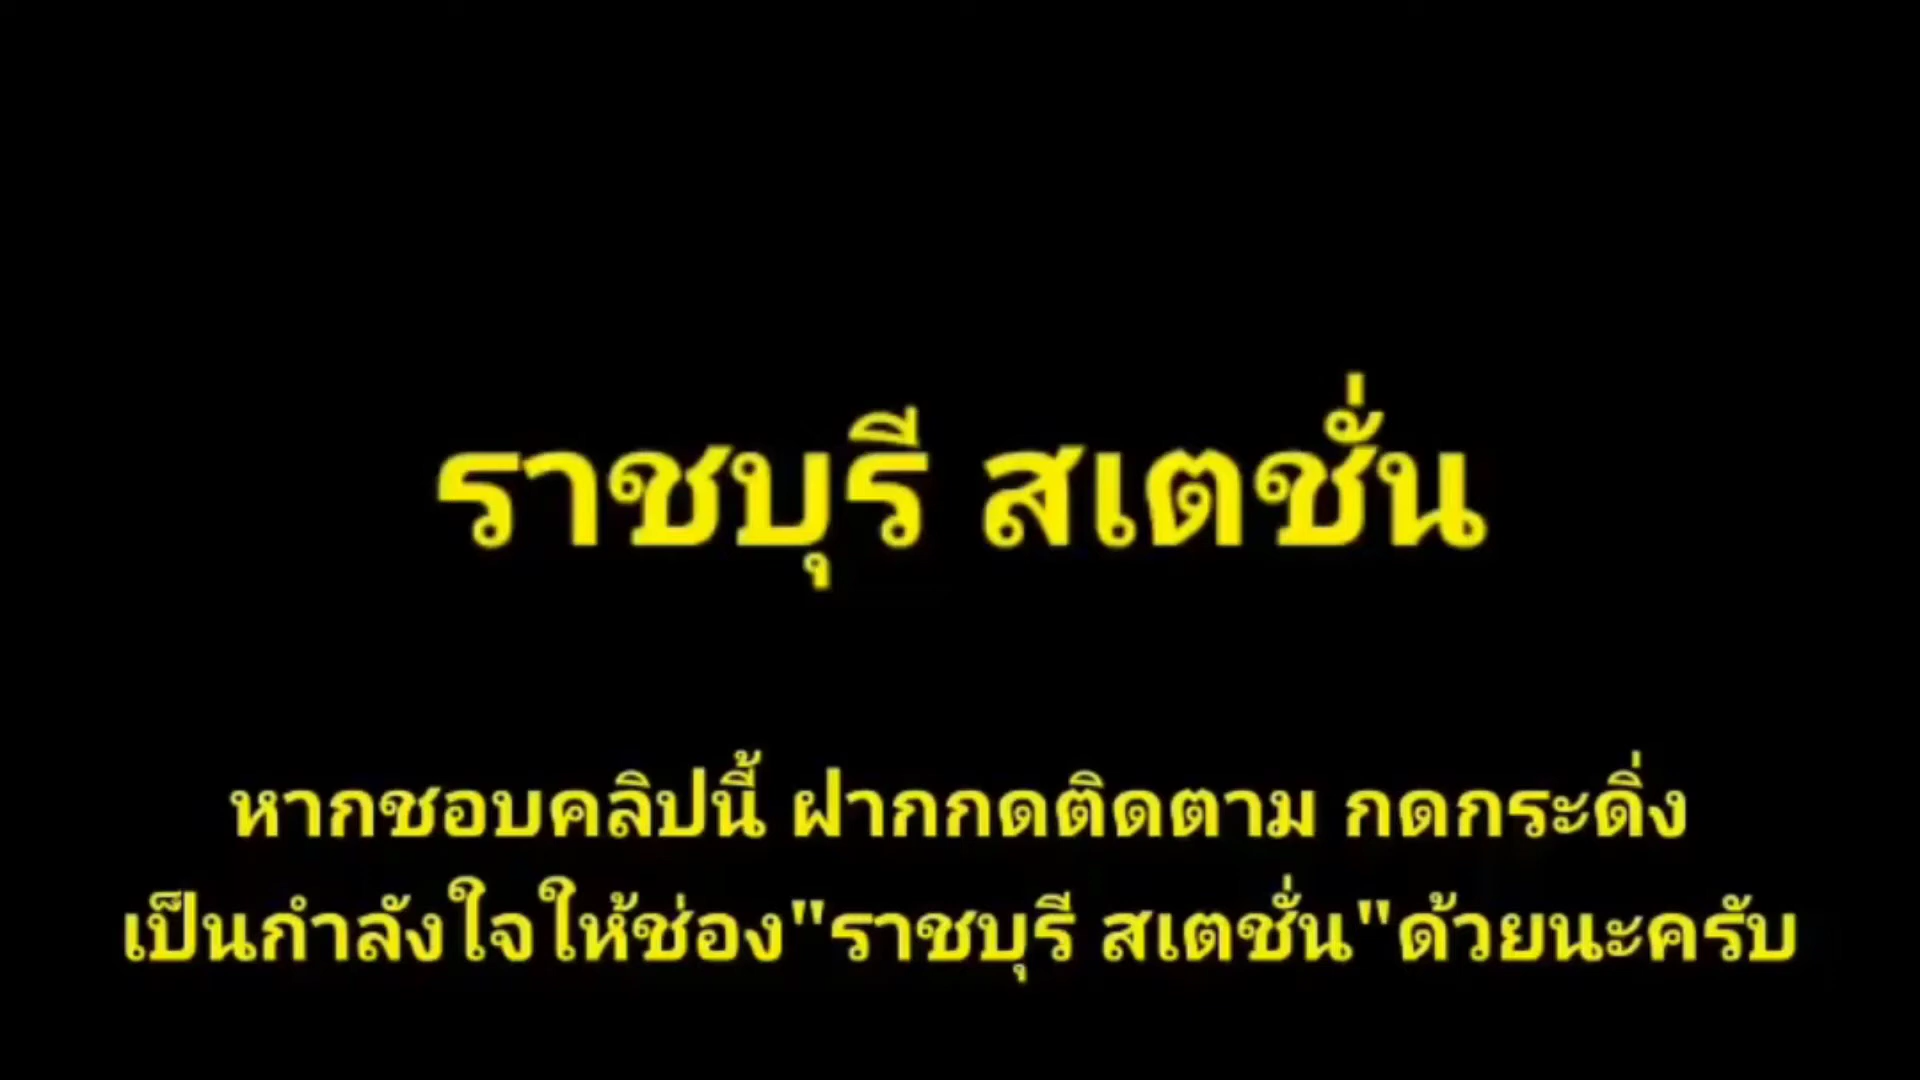 ราชบุรี สเตชั่น
หากชอบคลิปนี้ ฝากกดติดตาม กดกระดิ่ง
เป็นกำลังใจให้ช่อง"ราชบุรี สเตชั่น"ด้วยนะครับ